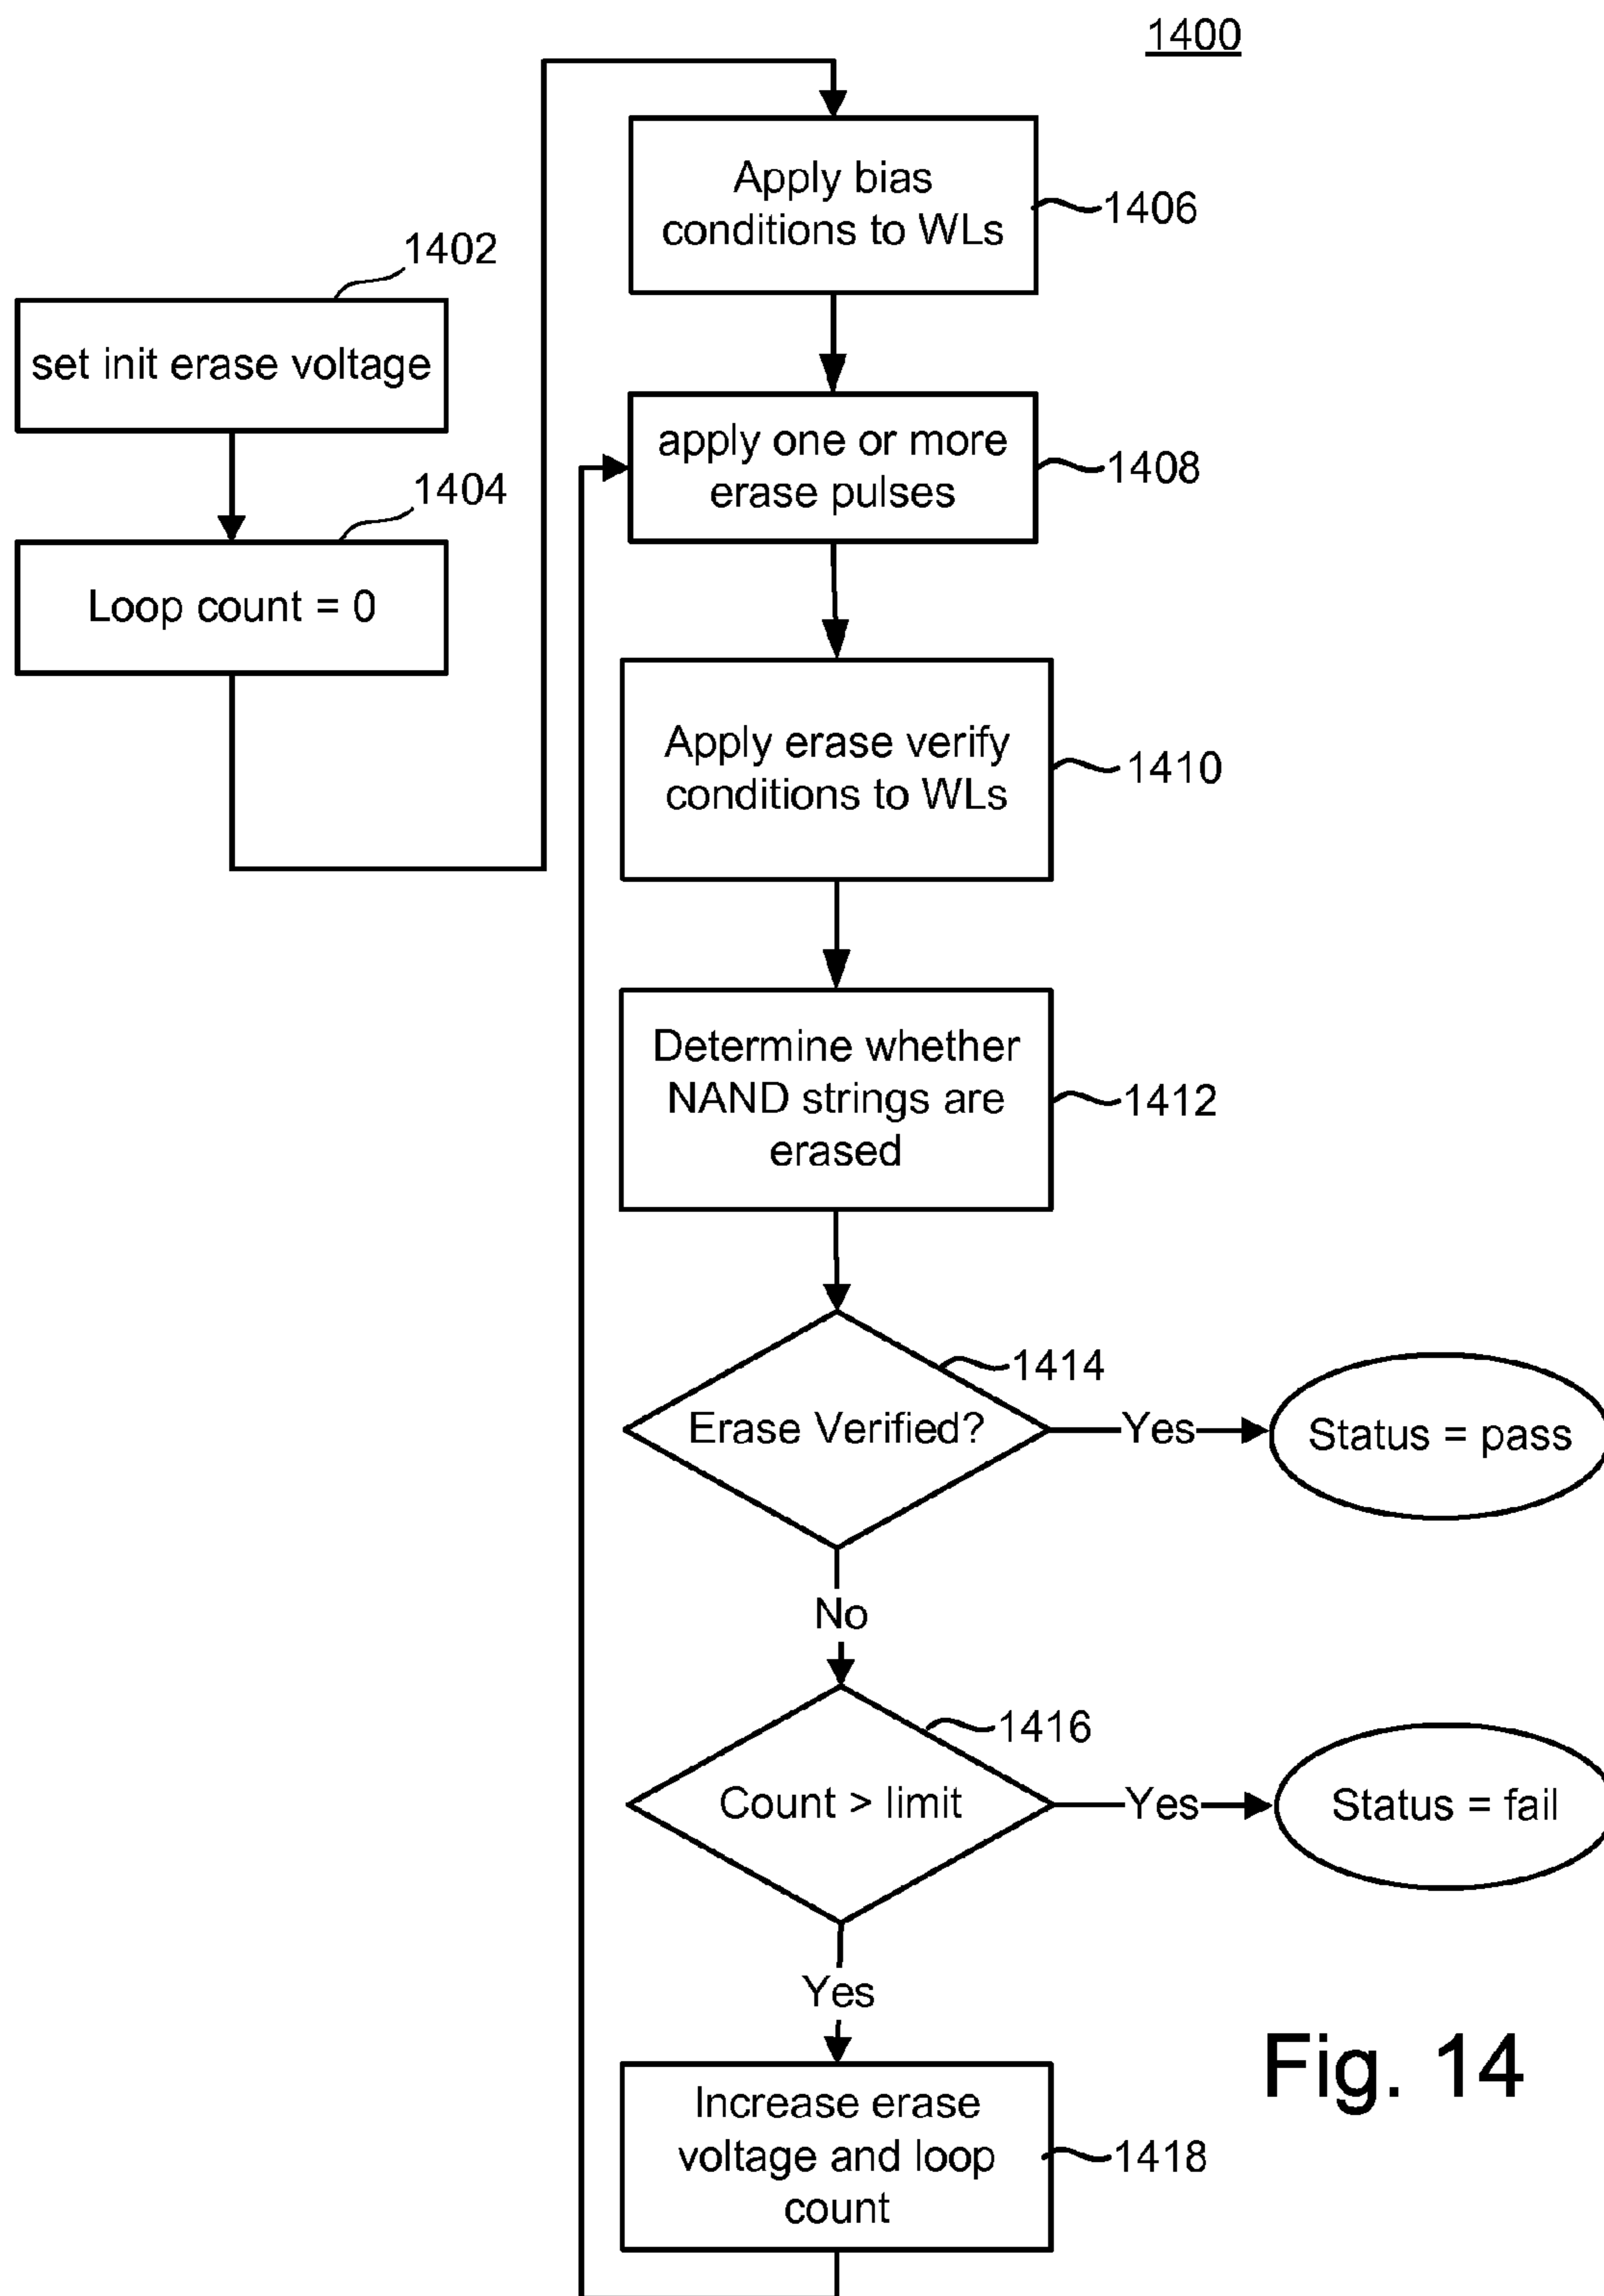 1400
set init erase voltage
1402
Loop count = 0
1404
Apply bias
conditions to WLs
1406
apply one or more
erase pulses
1408
Apply erase verify
conditions to WLs
1410
Determine whether
NAND strings are
erased
1412
Erase Verified?
1414
Yes
Status = pass
No
Count > limit
1416
Yes
Status = fail
Yes
Increase erase
voltage and loop
count
1418
Fig. 14